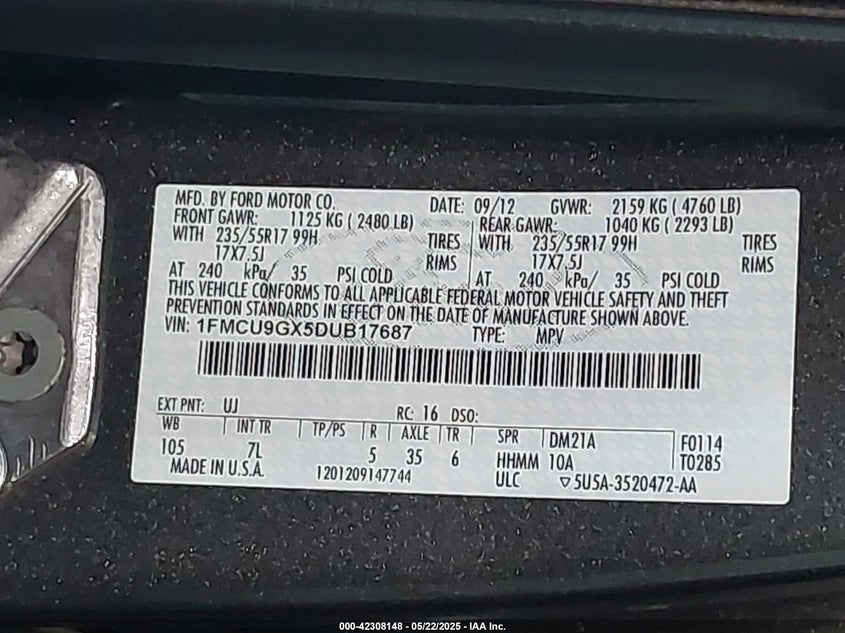 MFD. BY FORD MOTOR CO. DATE: 09/12 GVWR: 2159 KG ( 4760 LB)
FRONT GAWR: 1125 KG ( 2480 LB) REAR GAWR: 1040 KG ( 2293 LB)
WITH 235/55R17 99H TIRES WITH 235/55R17 99H TIRES
17X7.5J RIMS 17X7.5J RIMS
AT 240 kPa/ 35 PSI COLD AT 240 kPa/ 35 PSI COLD
THIS VEHICLE CONFORMS TO ALL APPLICABLE FEDERAL MOTOR VEHICLE SAFETY AND THEFT
PREVENTION STANDARDS IN EFFECT ON THE DATE OF MANUFACTURE SHOWN ABOVE.
VIN: 1FMCU9GX5DUB17687 TYPE: MPV
EXT PNT: UJ RC: 16 DSO:
WB INT TR TP/PS R AXLE TR SPR DM21A F0114
105 7L 5 35 6 HHMM 10A T0285
MADE IN U.S.A. 1201209147744 ULC ▽5U5A-3520472-AA
000-42308148 - 05/22/2025 - IAA Inc.